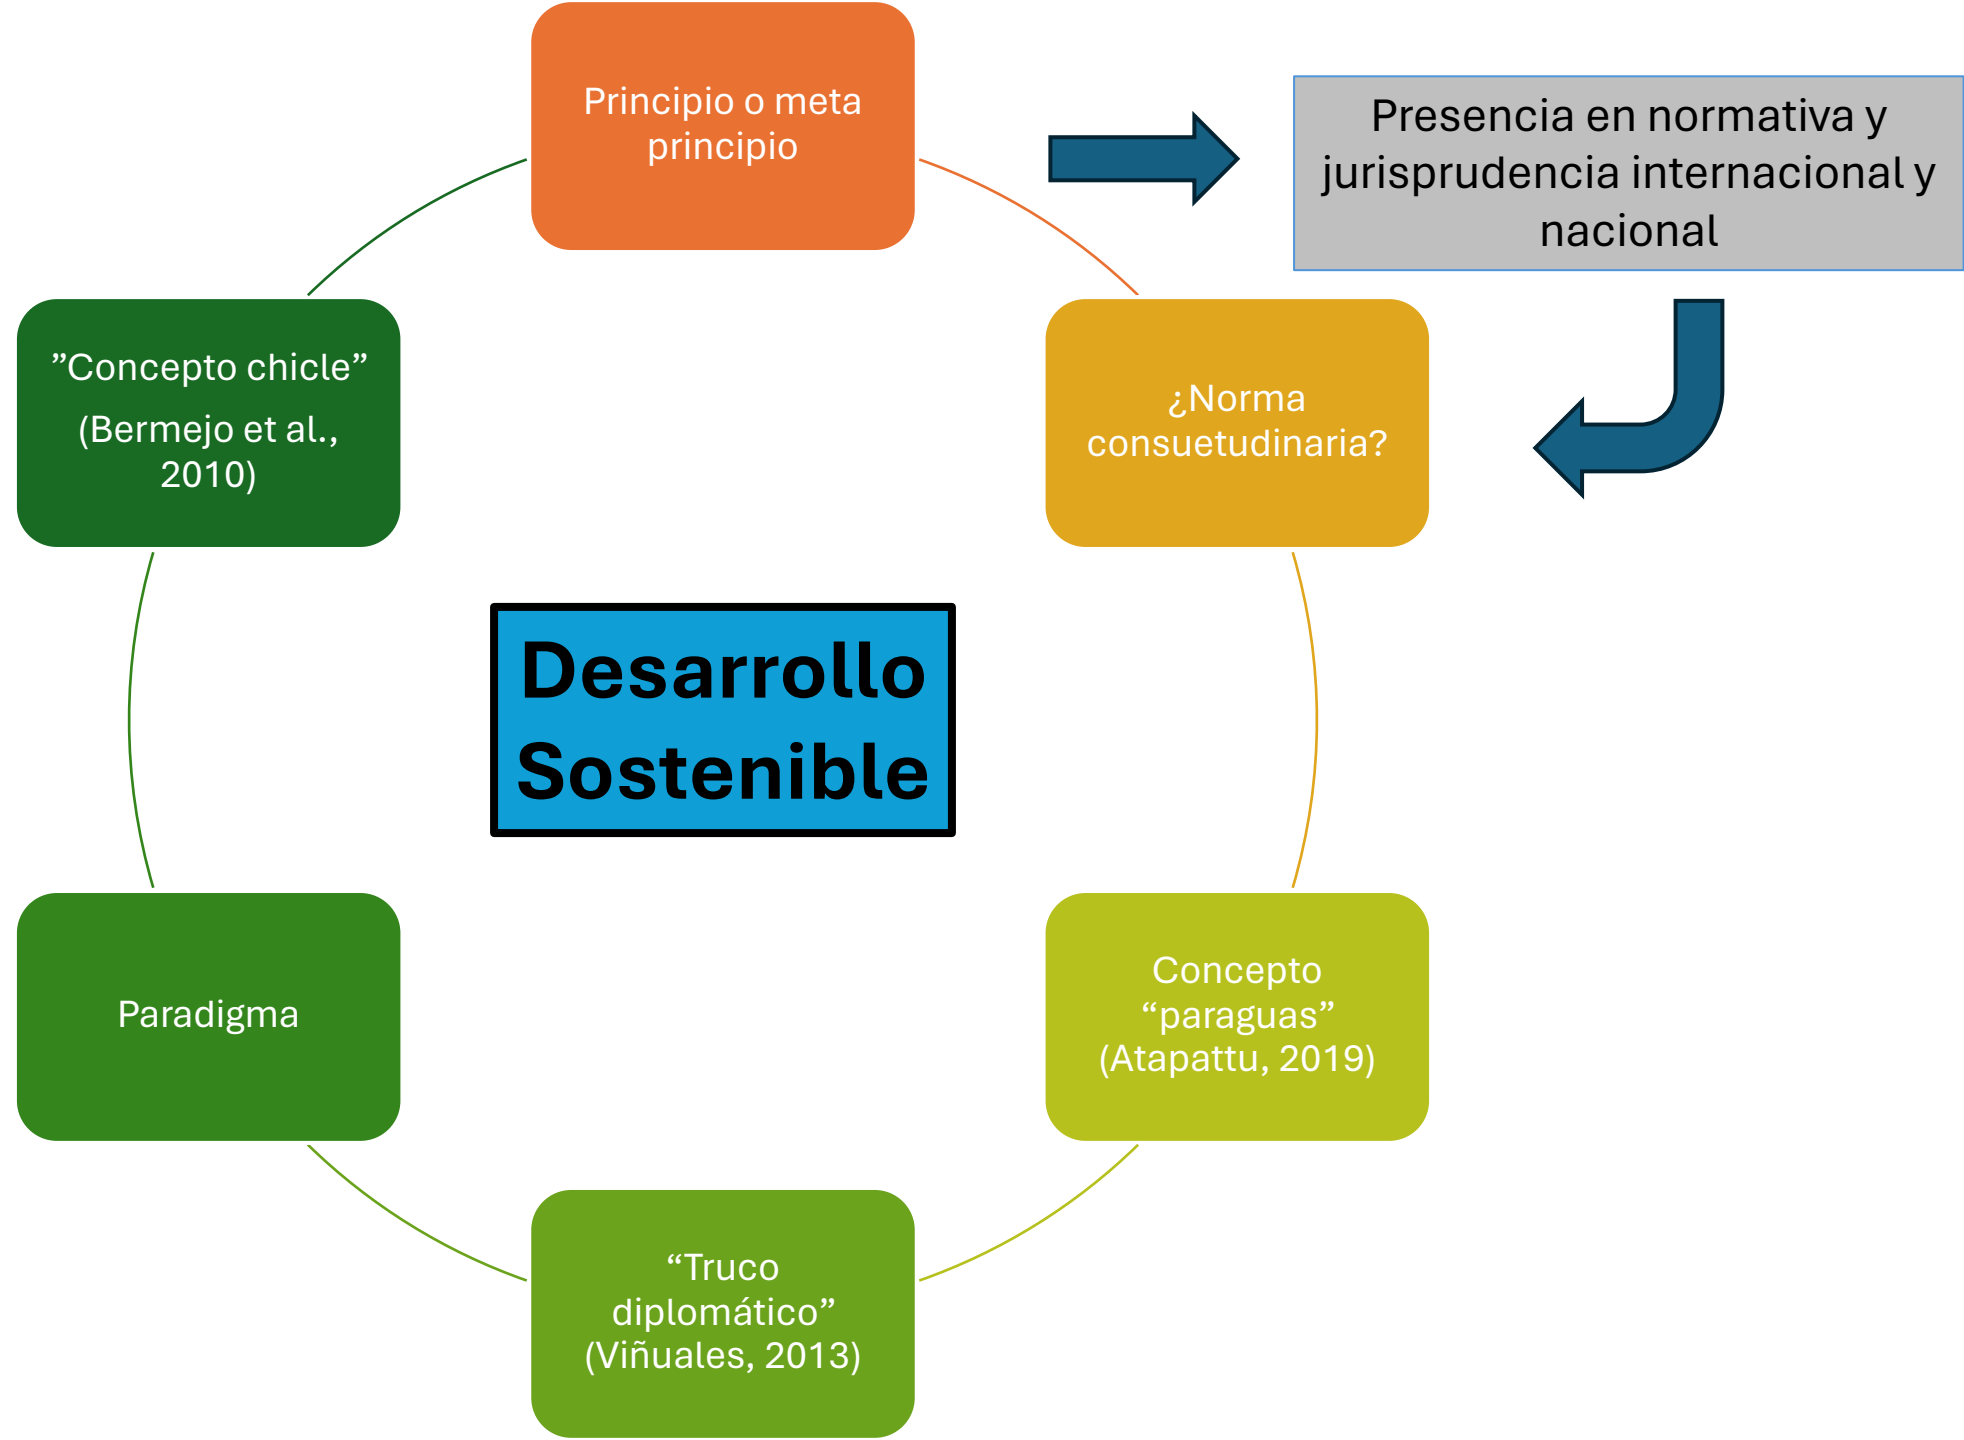 Principio o meta
principio
Presencia en normativa y
jurisprudencia internacional y
nacional
¿Norma
consuetudinaria?
Concepto
“paraguas”
(Atapattu, 2019)
“Truco
diplomático”
(Viñuales, 2013)
Paradigma
”Concepto chicle”
(Bermejo et al.,
2010)
Desarrollo
Sostenible